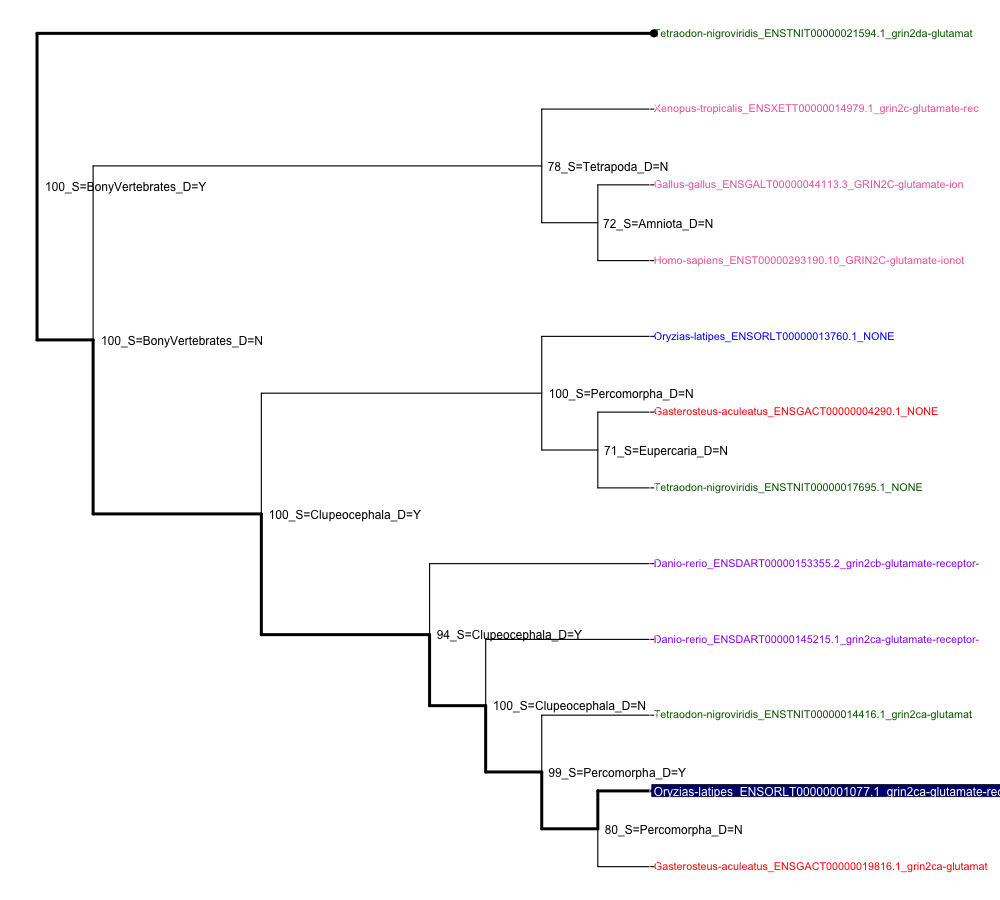 Tetraodon-nigroviridis_ENSTNIT00000021594.1_grin2da-glutamat
Xenopus-tropicalis_ENSXETT00000014979.1_grin2c-glutamate-rec
78_S=Tetrapoda_D=N
Gallus-gallus_ENSGALT00000044113.3_GRIN2C-glutamate-ion
100_S=BonyVertebrates_D=Y
72_S=Amniota_D=N
Homo-sapiens_ENST00000293190.10_GRIN2C-glutamate-ionot
Oryzias-latipes_ENSORLT00000013760.1_NONE
100_S=BonyVertebrates_D=N
100_S=Percomorpha_D=N
Gasterosteus-aculeatus_ENSGACT00000004290.1_NONE
71_S=Eupercaria_D=N
Tetraodon-nigroviridis_ENSTNIT00000017695.1_NONE
100_S=Clupeocephala_D=Y
Danio-rerio_ENSDART00000153355.2_grin2cb-glutamate-receptor-
94_S=Clupeocephala_D=Y
Danio-rerio_ENSDART00000145215.1_grin2ca-glutamate-receptor-
100_S=Clupeocephala_D=N
Tetraodon-nigroviridis_ENSTNIT00000014416.1_grin2ca-glutamat
99_S=Percomorpha_D=Y
Oryzias-latipes_ENSORLT00000001077.1_grin2ca-glutamate-rec
80_S=Percomorpha_D=N
Gasterosteus-aculeatus_ENSGACT00000019816.1_grin2ca-glutamat